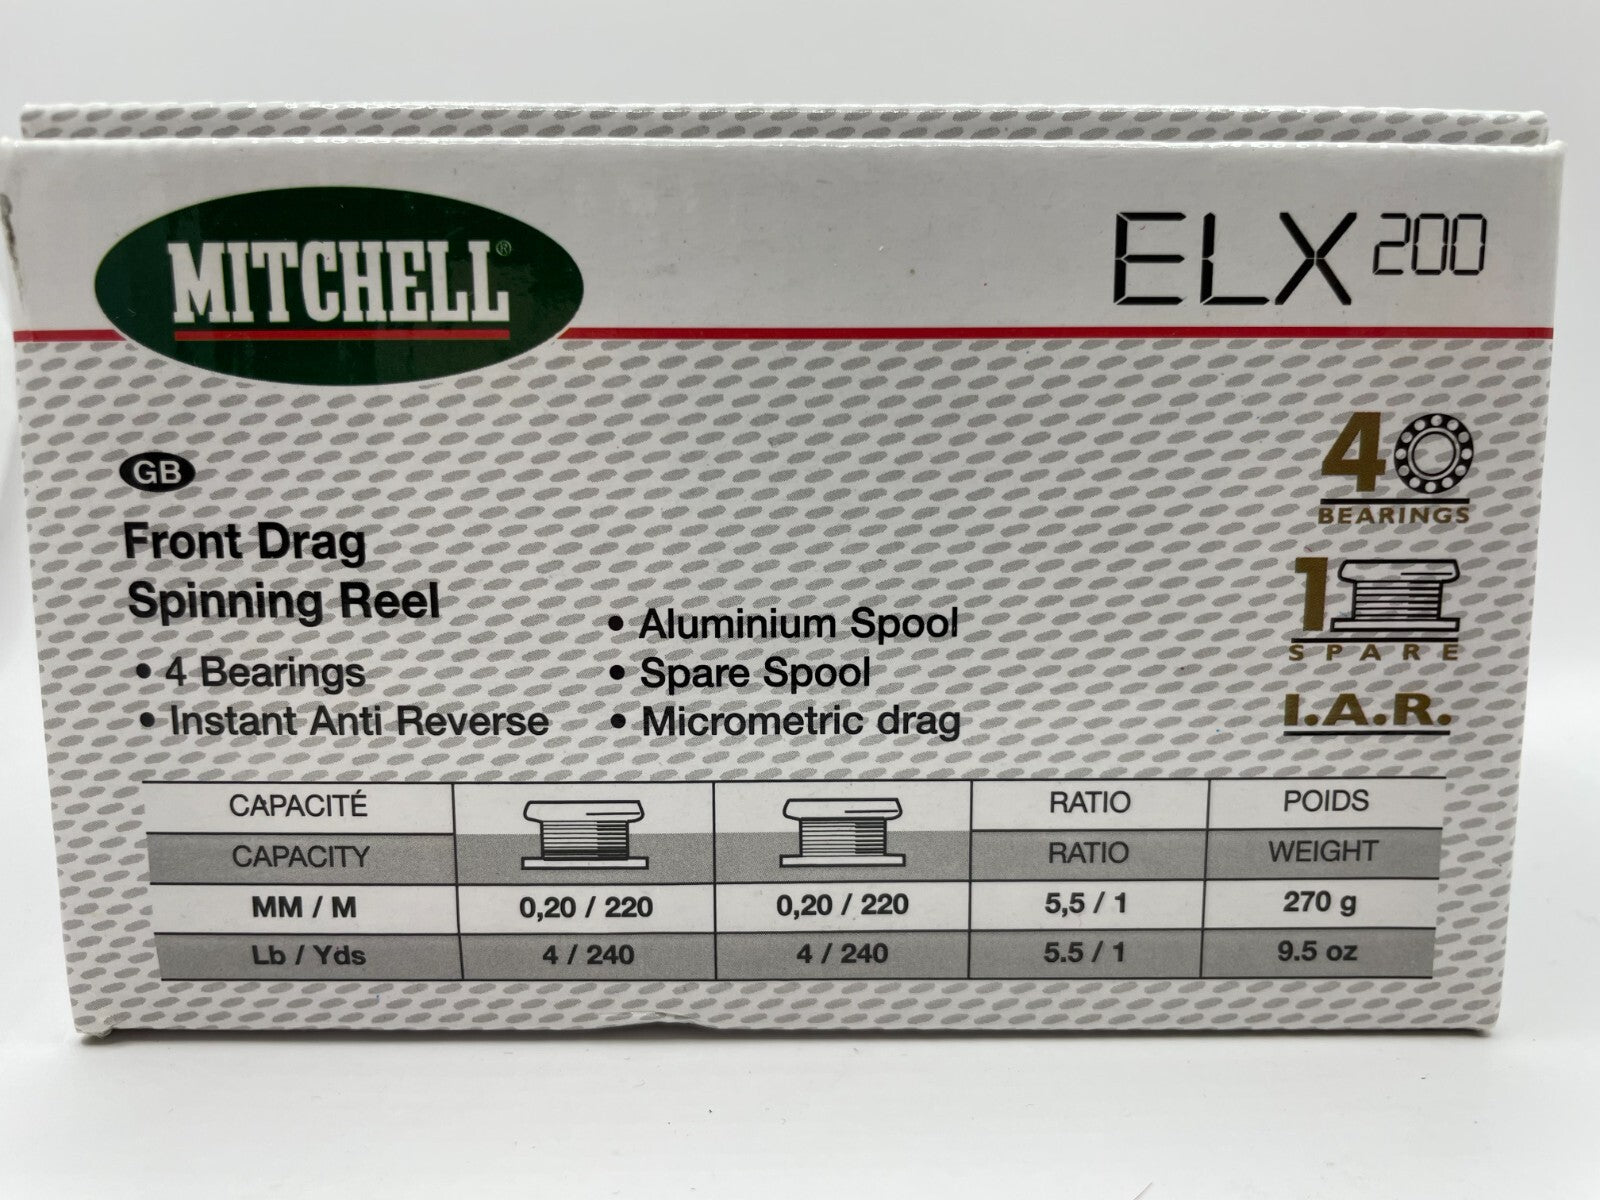 MITCHELL®
ELX 200
GB
Front Drag
Spinning Reel
• 4 Bearings
• Instant Anti Reverse
• Aluminium Spool
• Spare Spool
• Micrometric drag
4
BEARINGS
1
SPARE
I.A.R.
CAPACITÉ RATIO POIDS
CAPACITY RATIO WEIGHT
MM / M 0,20 / 220 0,20 / 220 5,5 / 1 270 g
Lb / Yds 4 / 240 4 / 240 5.5 / 1 9.5 oz